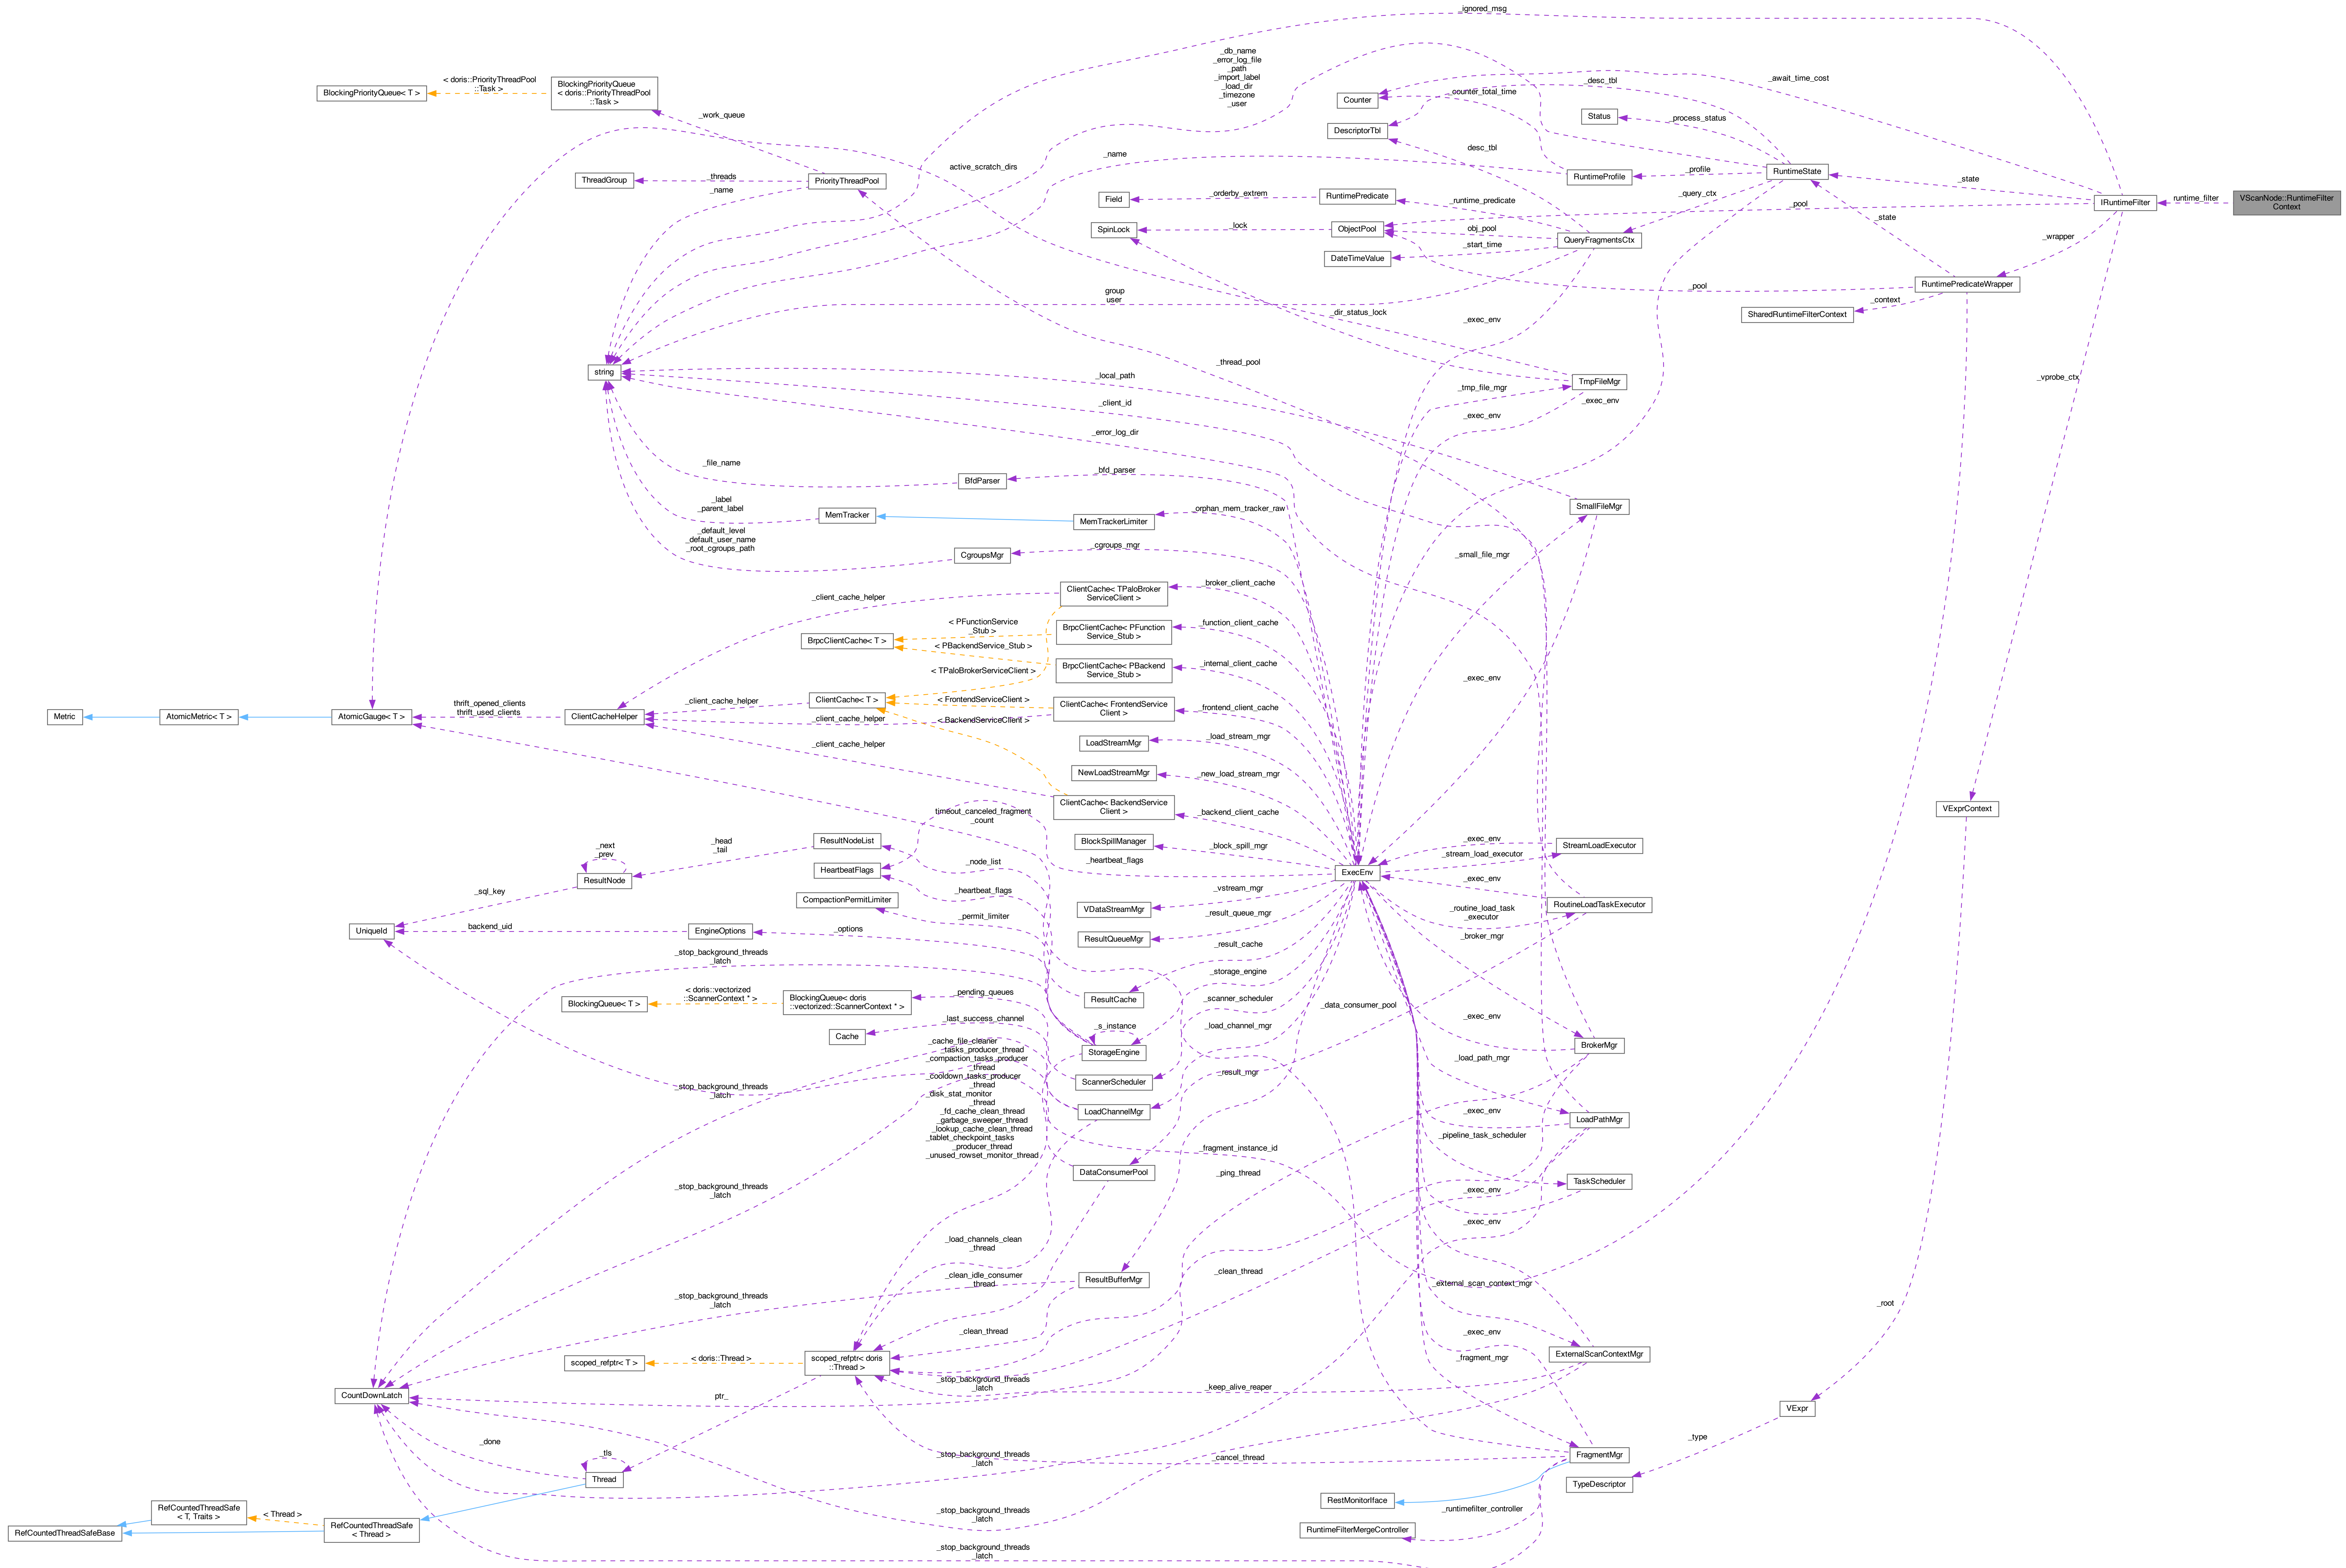 _ignored_msg
_db_name
_error_log_file
_path
_import_label
_load_dir
_timezone
_user
< doris::PriorityThreadPool
::Task >
BlockingPriorityQueue< T >
BlockingPriorityQueue
< doris::PriorityThreadPool
::Task >
_work_queue
_await_time_cost
_desc_tbl
_counter_total_time
Counter
Status
_process_status
DescriptorTbl
desc_tbl
_name
active_scratch_dirs
ThreadGroup
_threads
PriorityThreadPool
_name
RuntimeProfile
_profile
RuntimeState
_state
IRuntimeFilter
runtime_filter
VScanNode::RuntimeFilter
Context
Field
_orderby_extrem
RuntimePredicate
_runtime_predicate
_query_ctx
_pool
_state
SpinLock
_lock
ObjectPool
obj_pool
QueryFragmentsCtx
_start_time
DateTimeValue
_wrapper
RuntimePredicateWrapper
_pool
group
user
_context
SharedRuntimeFilterContext
_dir_status_lock
_exec_env
_thread_pool
string
_local_path
_tmp_file_mgr
TmpFileMgr
_vprobe_ctx
_client_id
_exec_env
_exec_env
_error_log_dir
_file_name
_bfd_parser
BfdParser
_label
_parent_label
MemTracker
MemTrackerLimiter
_orphan_mem_tracker_raw
SmallFileMgr
_default_level
_default_user_name
_root_cgroups_path
CgroupsMgr
_cgroups_mgr
_small_file_mgr
_client_cache_helper
ClientCache< TPaloBroker
ServiceClient >
_broker_client_cache
< PFunctionService
_Stub >
BrpcClientCache< T >
BrpcClientCache< PFunction
Service_Stub >
_function_client_cache
< PBackendService_Stub >
< TPaloBrokerServiceClient >
BrpcClientCache< PBackend
Service_Stub >
_internal_client_cache
_exec_env
Metric
AtomicMetric< T >
AtomicGauge< T >
thrift_opened_clients
thrift_used_clients
ClientCacheHelper
_client_cache_helper
ClientCache< T >
< FrontendServiceClient >
_client_cache_helper
< BackendServiceClient >
ClientCache< FrontendService
Client >
_frontend_client_cache
_client_cache_helper
LoadStreamMgr
_load_stream_mgr
NewLoadStreamMgr
_new_load_stream_mgr
timeout_canceled_fragment
_count
ClientCache< BackendService
Client >
_backend_client_cache
VExprContext
_head
_tail
ResultNodeList
BlockSpillManager
_block_spill_mgr
_exec_env
StreamLoadExecutor
_stream_load_executor
_next
_prev
ResultNode
HeartbeatFlags
_node_list
_heartbeat_flags
ExecEnv
_exec_env
_sql_key
_heartbeat_flags
CompactionPermitLimiter
_permit_limiter
_vstream_mgr
VDataStreamMgr
_routine_load_task
_executor
RoutineLoadTaskExecutor
UniqueId
backend_uid
EngineOptions
_options
_result_queue_mgr
ResultQueueMgr
_broker_mgr
_stop_background_threads
_latch
_result_cache
_storage_engine
< doris::vectorized
::ScannerContext * >
BlockingQueue< T >
BlockingQueue< doris
::vectorized::ScannerContext * >
_pending_queues
ResultCache
_scanner_scheduler
_data_consumer_pool
_last_success_channel
Cache
_s_instance
StorageEngine
_load_channel_mgr
_exec_env
BrokerMgr
_cache_file-cleaner
_tasks_producer_thread
_compaction_tasks_producer
_thread
_cooldown_tasks_producer
_thread
_disk_stat_monitor
_thread
_fd_cache_clean_thread
_garbage_sweeper_thread
_lookup_cache_clean_thread
_tablet_checkpoint_tasks
_producer_thread
_unused_rowset_monitor_thread
_load_path_mgr
_stop_background_threads
_latch
ScannerScheduler
_result_mgr
LoadChannelMgr
_exec_env
LoadPathMgr
_pipeline_task_scheduler
_fragment_instance_id
DataConsumerPool
_ping_thread
TaskScheduler
_stop_background_threads
_latch
_exec_env
_exec_env
_load_channels_clean
_thread
_clean_idle_consumer
_thread
_clean_thread
ResultBufferMgr
_external_scan_context_mgr
_stop_background_threads
_latch
_root
_clean_thread
_exec_env
scoped_refptr< T >
< doris::Thread >
scoped_refptr< doris
::Thread >
_fragment_mgr
ExternalScanContextMgr
_stop_background_threads
_latch
_keep_alive_reaper
CountDownLatch
ptr_
VExpr
_done
_tls
Thread
_stop_background_threads
_latch
_cancel_thread
_type
FragmentMgr
TypeDescriptor
RestMonitorIface
_runtimefilter_controller
RuntimeFilterMergeController
RefCountedThreadSafe
< T, Traits >
< Thread >
RefCountedThreadSafe
< Thread >
RefCountedThreadSafeBase
_stop_background_threads
_latch
_stop_background_threads
_latch